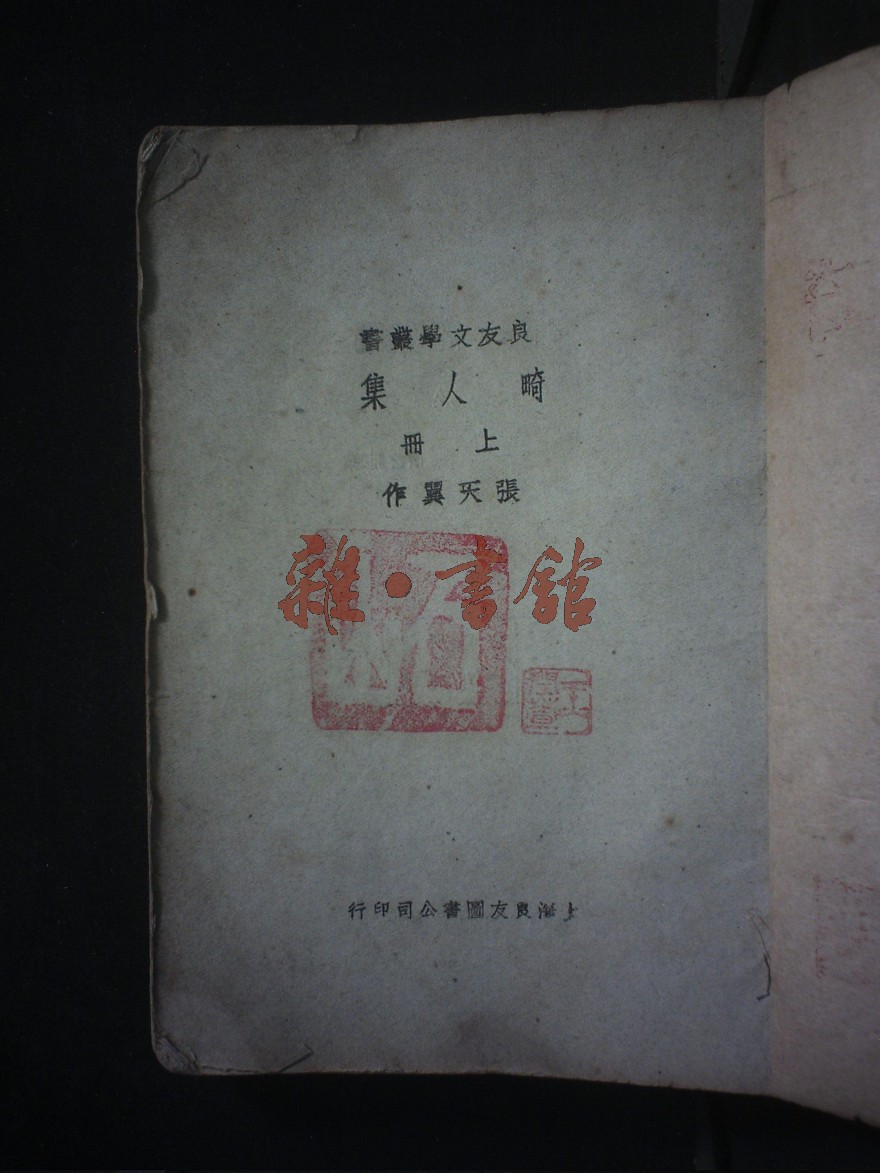 良友文學叢書
畸人集
上冊
張天翼作
雜·書館
上海良友圖書公司印行